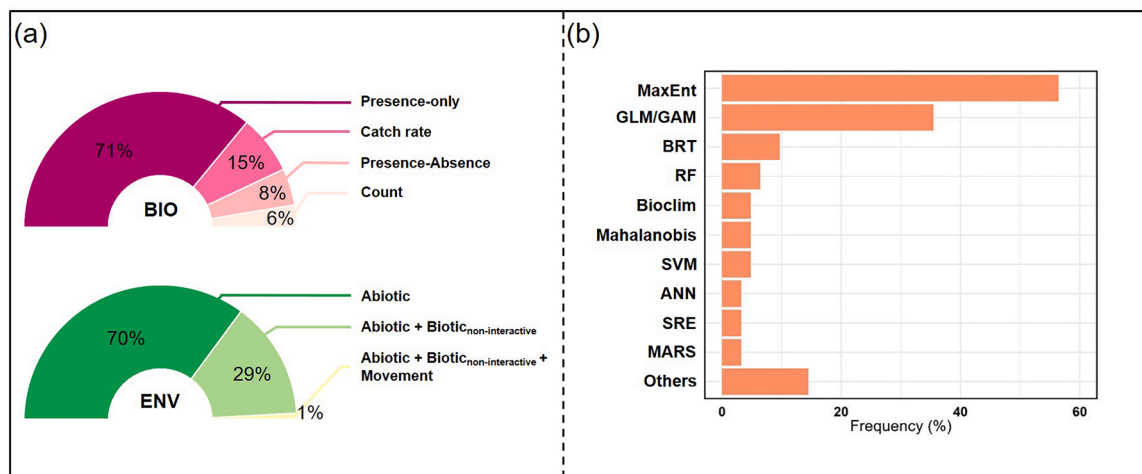 (a)
71%
15%
8%
6%
BIO
Presence-only
Catch rate
Presence-Absence
Count
70%
29%
1%
ENV
Abiotic
Abiotic + Biotic non-interactive
Abiotic + Biotic non-interactive +
Movement
(b)
MaxEnt
GLM/GAM
BRT
RF
Bioclim
Mahalanobis
SVM
ANN
SRE
MARS
Others
0 20 40 60
Frequency (%)